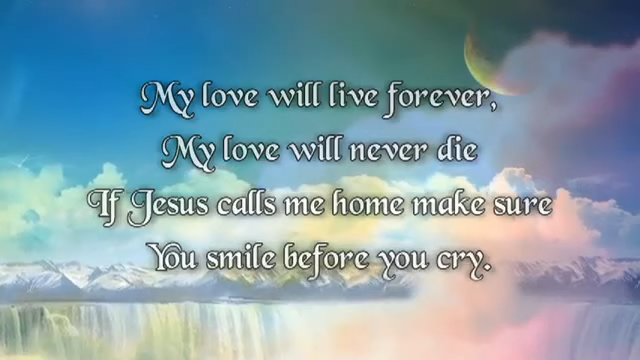 My love will live forever,
My love will never die
If Jesus calls me home make sure
You smile before you cry.